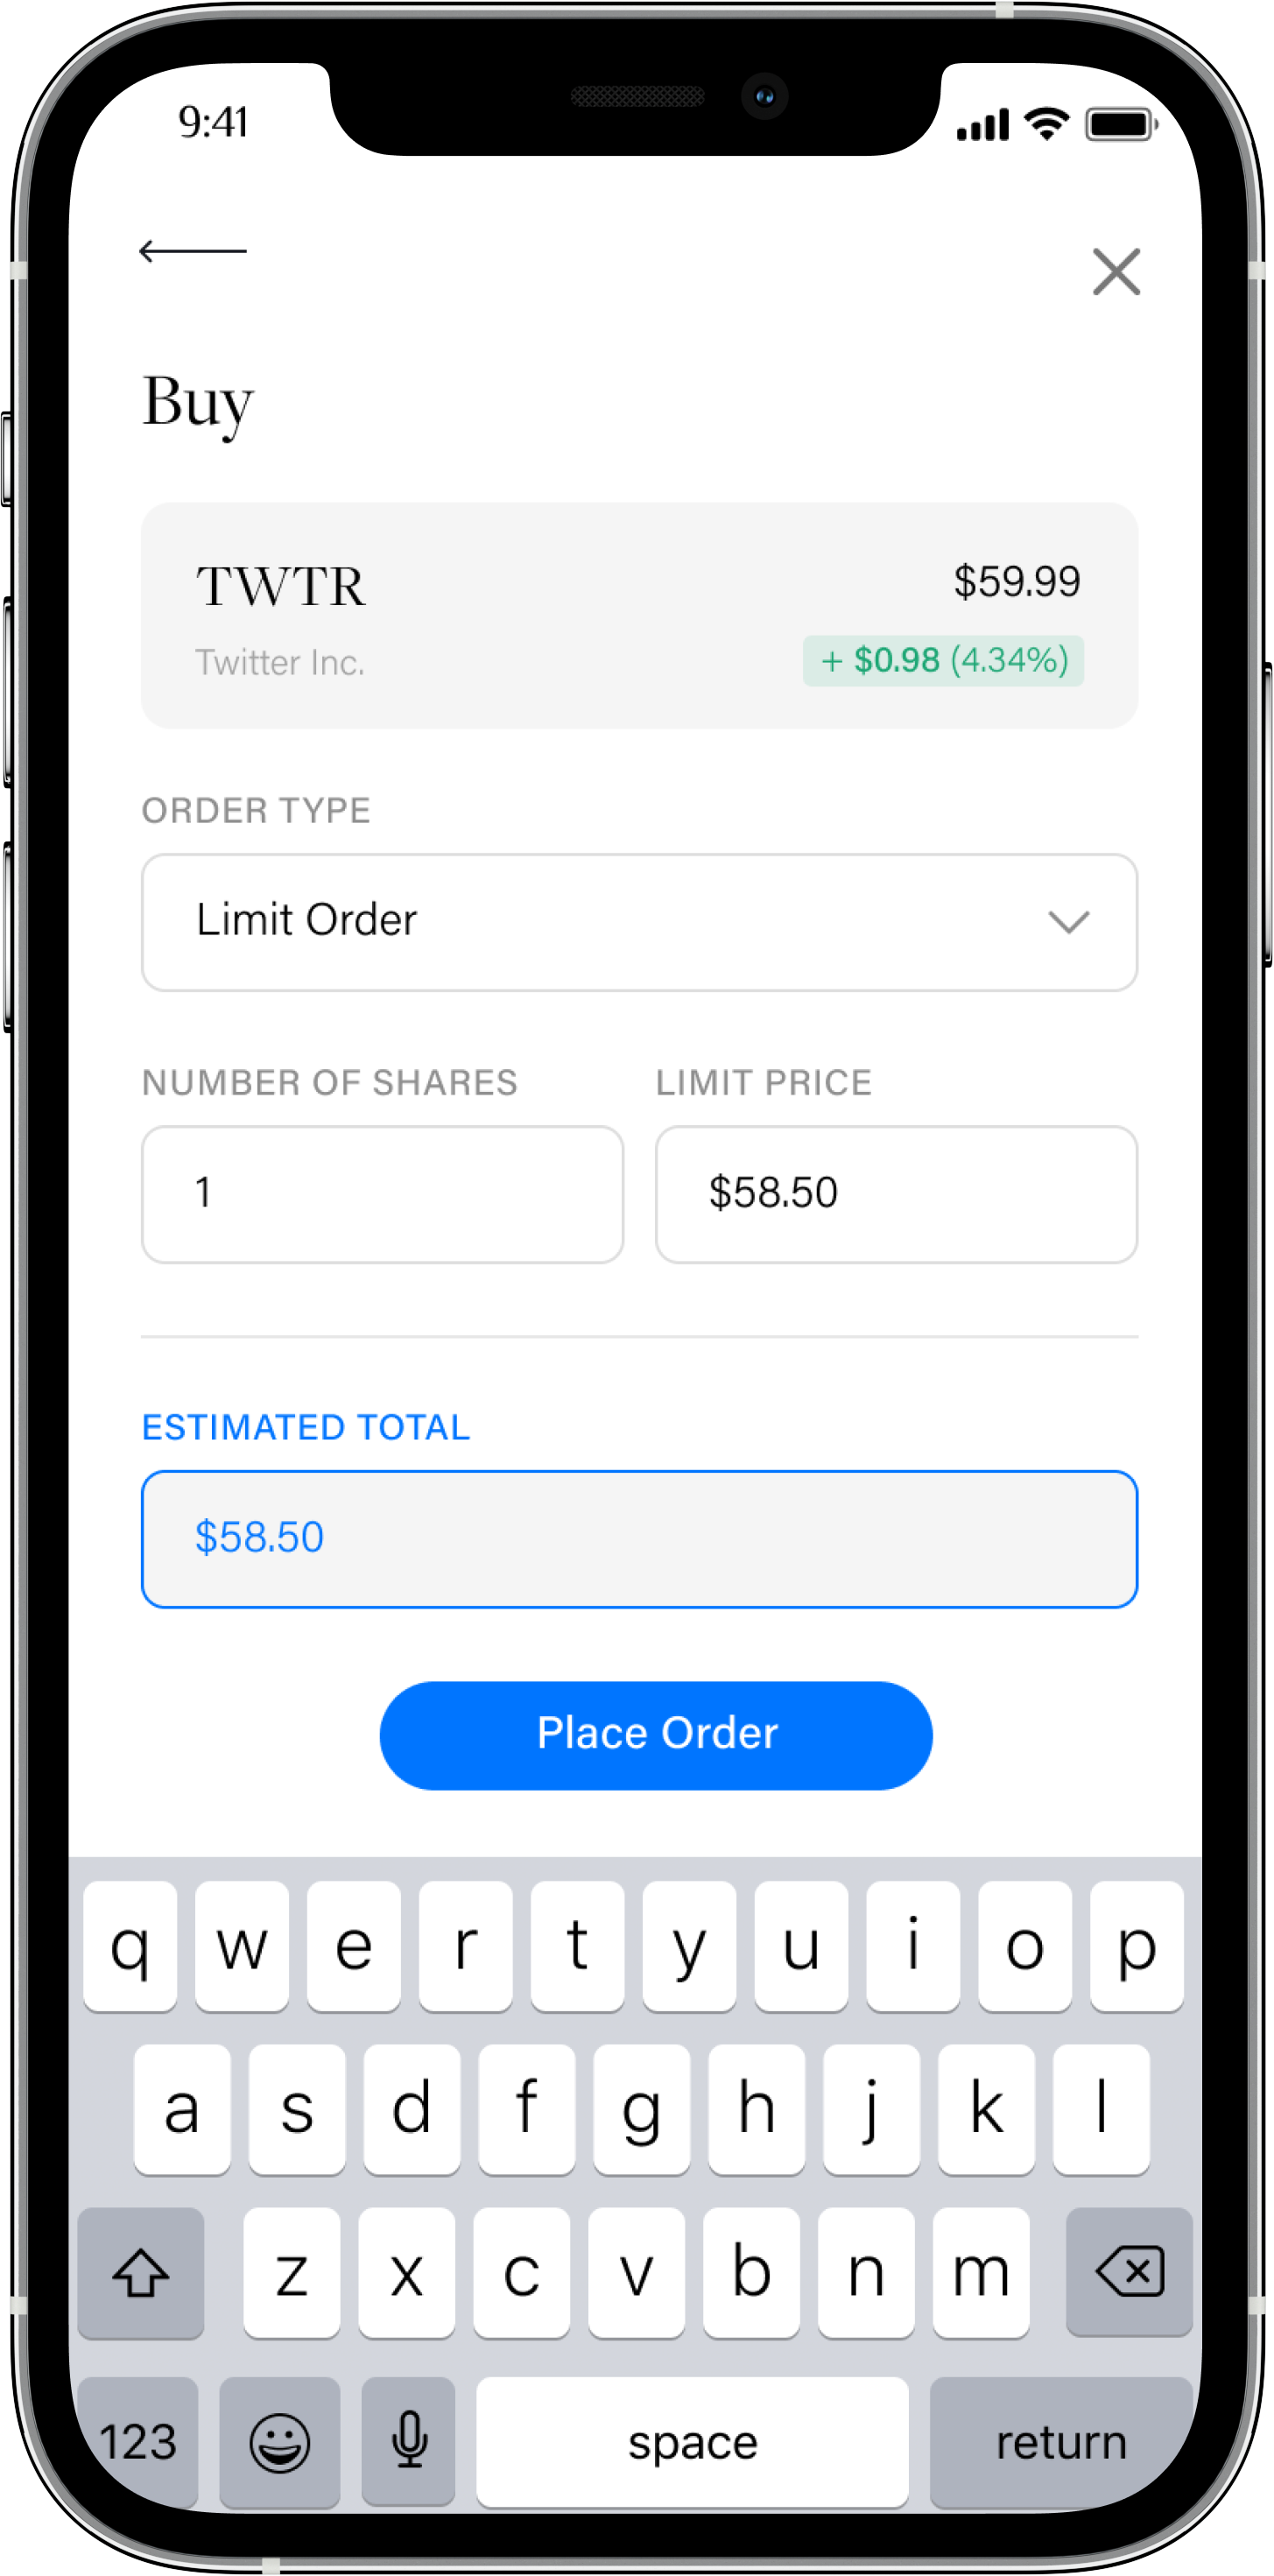 9:41
Buy
TWTR $59.99
Twitter Inc. + $0.98 (4.34%)
ORDER TYPE
Limit Order
NUMBER OF SHARES LIMIT PRICE
1 $58.50
ESTIMATED TOTAL
$58.50
Place Order
q w e r t y u i o p
a s d f g h j k l
z x c v b n m
123 space return